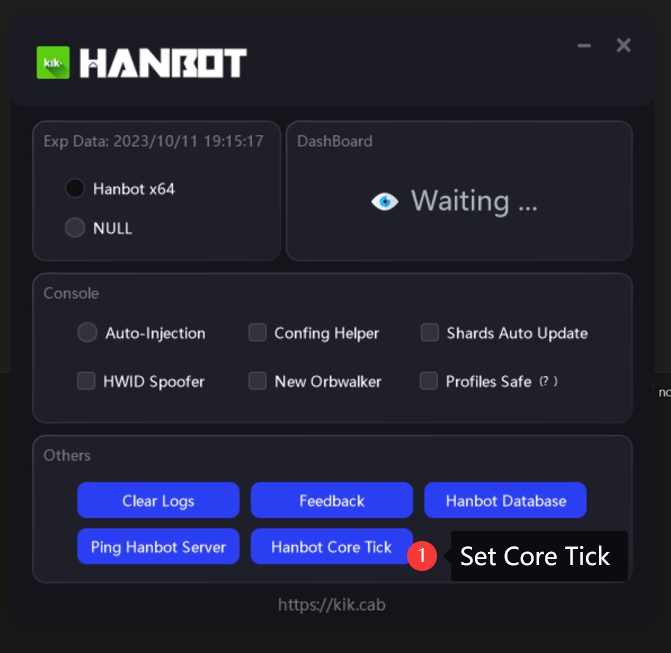 kik.
HANBOT
Exp Data: 2023/10/11 19:15:17
Hanbot x64
NULL
DashBoard
Waiting ...
Console
Auto-Injection
Confing Helper
Shards Auto Update
HWID Spoofer
New Orbwalker
Profiles Safe (?)
no
Others
Clear Logs
Feedback
Hanbot Database
Ping Hanbot Server
Hanbot Core Tick
1
Set Core Tick
https://kik.cab